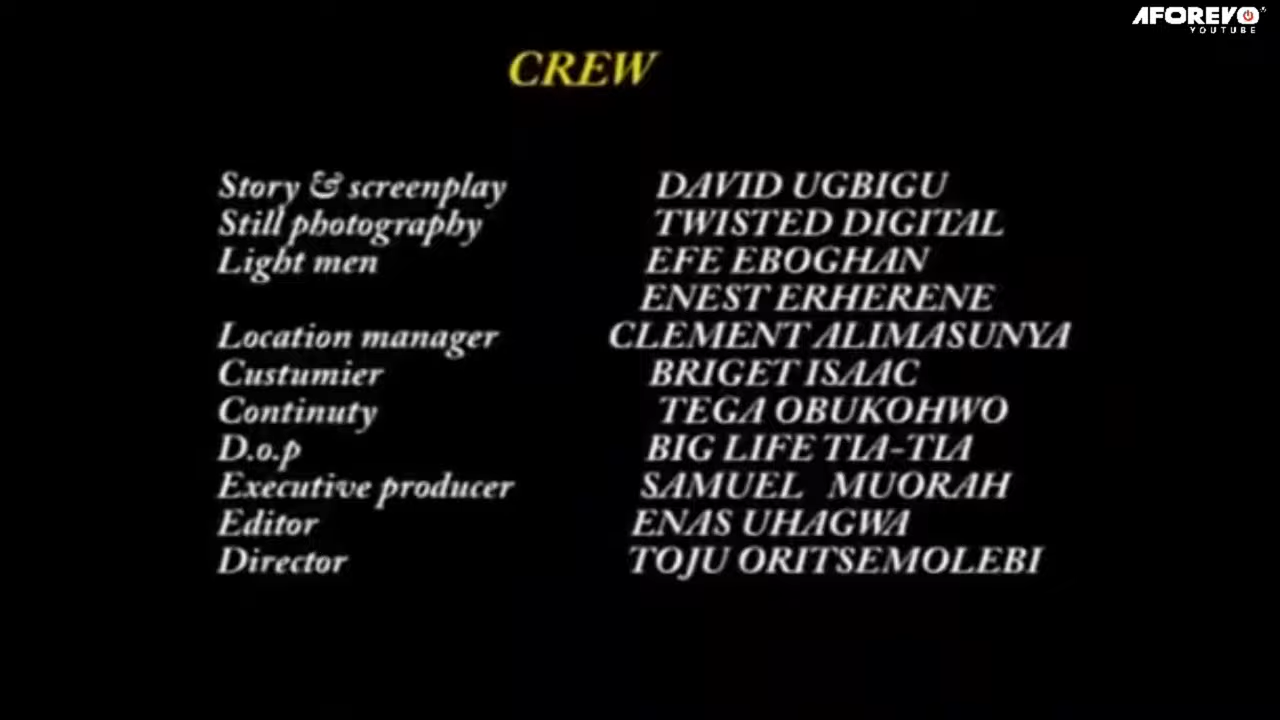 AFOREVO
YOUTUBE
CREW
Story & screenplay DAVID UGBIGU
Still photography TWISTED DIGITAL
Light men EFE EBOGHAN
ENEST ERHERENE
Location manager CLEMENT ALIMASUNYA
Custumier BRIGET ISAAC
Continuty TEGA OBUKOHWO
D.o.p BIG LIFE TIA-TIA
Executive producer SAMUEL MUORAH
Editor ENAS UHAGWA
Director TOJU ORITSEMOLEBI